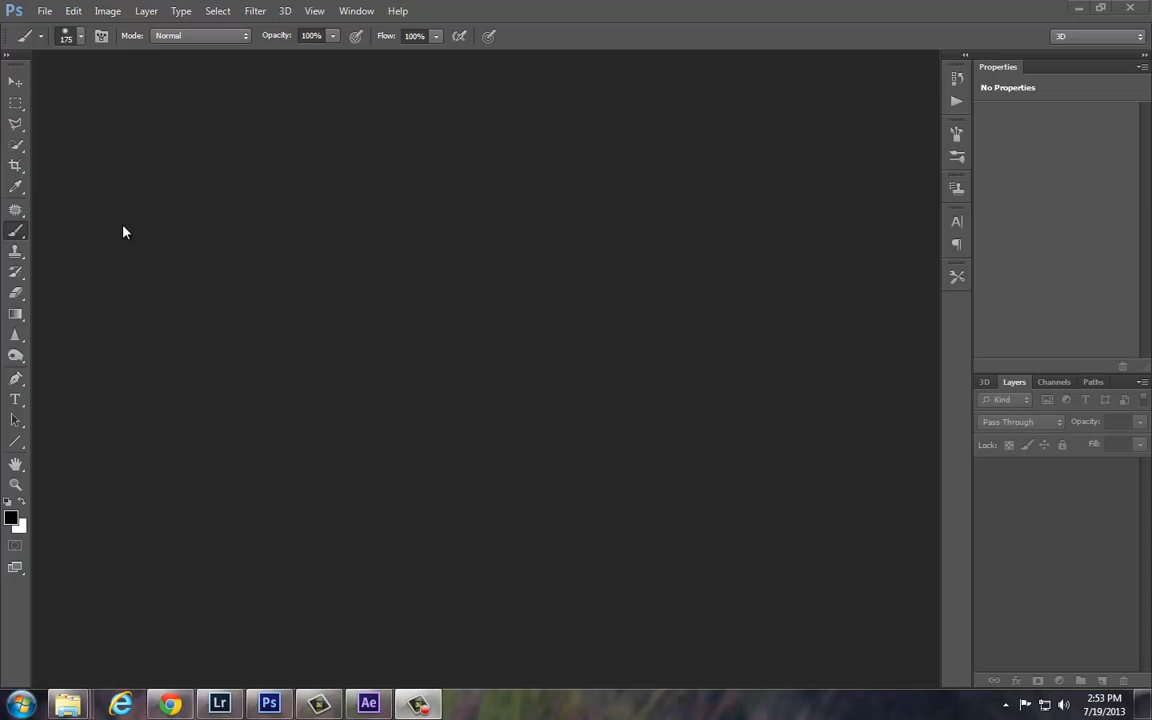 Ps File Edit Image Layer Type Select Filter 3D View Window Help
175 Mode: Normal Opacity: 100% Flow: 100% 3D
Properties
No Properties
A
T
3D Layers Channels Paths
Kind T
Pass Through Opacity:
Lock: Fill:
Lr Ps Ae
2:53 PM
7/19/2013